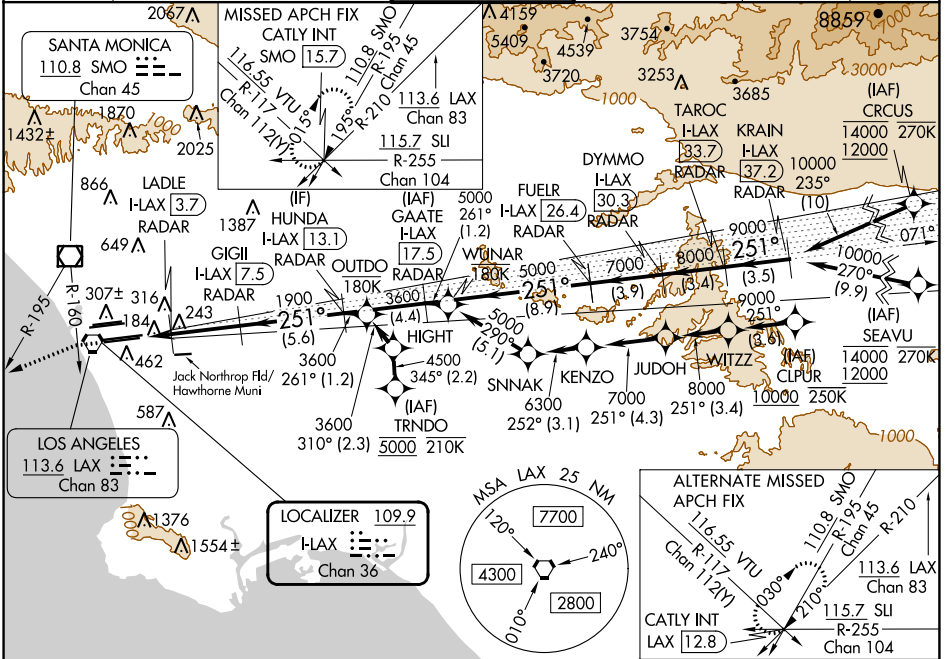 2067
MISSED APCH FIX
CATLY INT
SMO 15.7
110.8 SMO
R-195
Chan 45
R-210
116.55 VTU
R-117
Chan 112(Y)
015°
195°
113.6 LAX
Chan 83
115.7 SLI
R-255
Chan 104
SANTA MONICA
110.8 SMO
Chan 45
1432±
1870
1000
2025
4159
5409
4539
3754
3720
3253
3685
8859
7000
3000
1000
1000
(IAF)
CRCUS
14000 270K
12000
TAROC
I-LAX
33.7
RADAR
KRAIN
I-LAX
37.2
RADAR
10000
235°
(10)
DYMMO
I-LAX
30.3
RADAR
FUELR
I-LAX 26.4
RADAR
5000
261°
(1.2)
WUNAR
180K
(IAF)
GAATE
I-LAX
17.5
RADAR
(IF)
HUNDA
I-LAX 13.1
RADAR
OUTDO
180K
GIGII
I-LAX 7.5
RADAR
LADLE
I-LAX 3.7
RADAR
866
649
1387
307±
316
184
243
462
587
R-195
R-160
1900
251°
(5.6)
3600
(4.4)
5000
251°
(8.9)
7000
(3.9)
8000
(3.4)
9000
251°
(3.5)
071°
10000
270°
(9.9)
(IAF)
SEAVU
14000 270K
12000
3600
261° (1.2)
HIGHT
4500
345° (2.2)
(IAF)
TRNDO
5000 210K
3600
310° (2.3)
5000
290°
(5.1)
SNNAK
KENZO
JUDOH
WITZZ
(IAF)
CLPUR
10000 250K
6300
252° (3.1)
7000
251° (4.3)
8000
251° (3.4)
9000
251°
(3.6)
Jack Northrop Fld/
Hawthorne Muni
LOS ANGELES
113.6 LAX
Chan 83
1376
1554±
LOCALIZER 109.9
I-LAX
Chan 36
MSA LAX 25 NM
120°
240°
010°
7700
4300
2800
1000
ALTERNATE MISSED
APCH FIX
116.55 VTU
R-117
Chan 112(Y)
110.8 SMO
R-195
Chan 45
R-210
030°
210°
113.6 LAX
Chan 83
115.7 SLI
R-255
Chan 104
CATLY INT
LAX 12.8